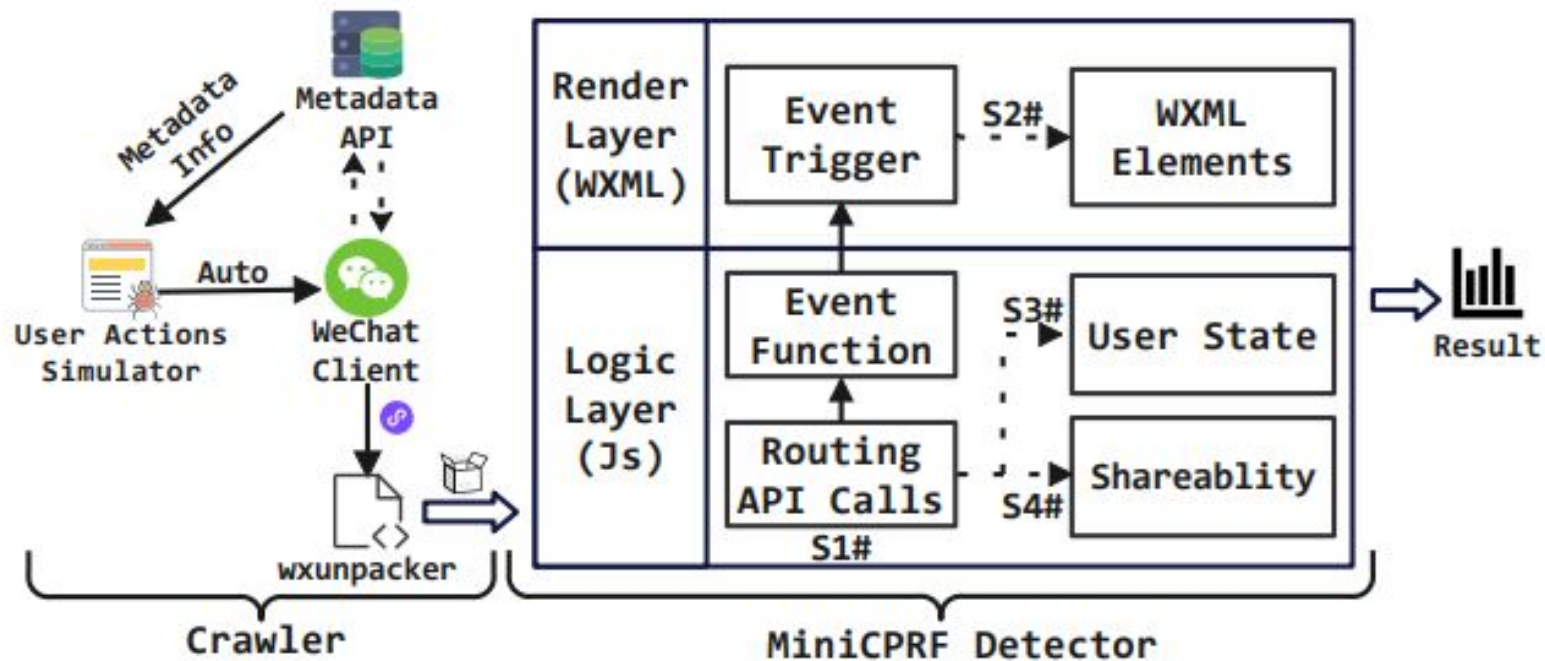 Metadata
API
Metadata
Info
Auto
User Actions
Simulator
WeChat
Client
wxunpacker
Crawler
Render
Layer
(WXML)
Event
Trigger
S2#
WXML
Elements
Logic
Layer
(Js)
Event
Function
Routing
API Calls
S1#
S3#
User State
S4#
Shareablity
MiniCPRF Detector
Result